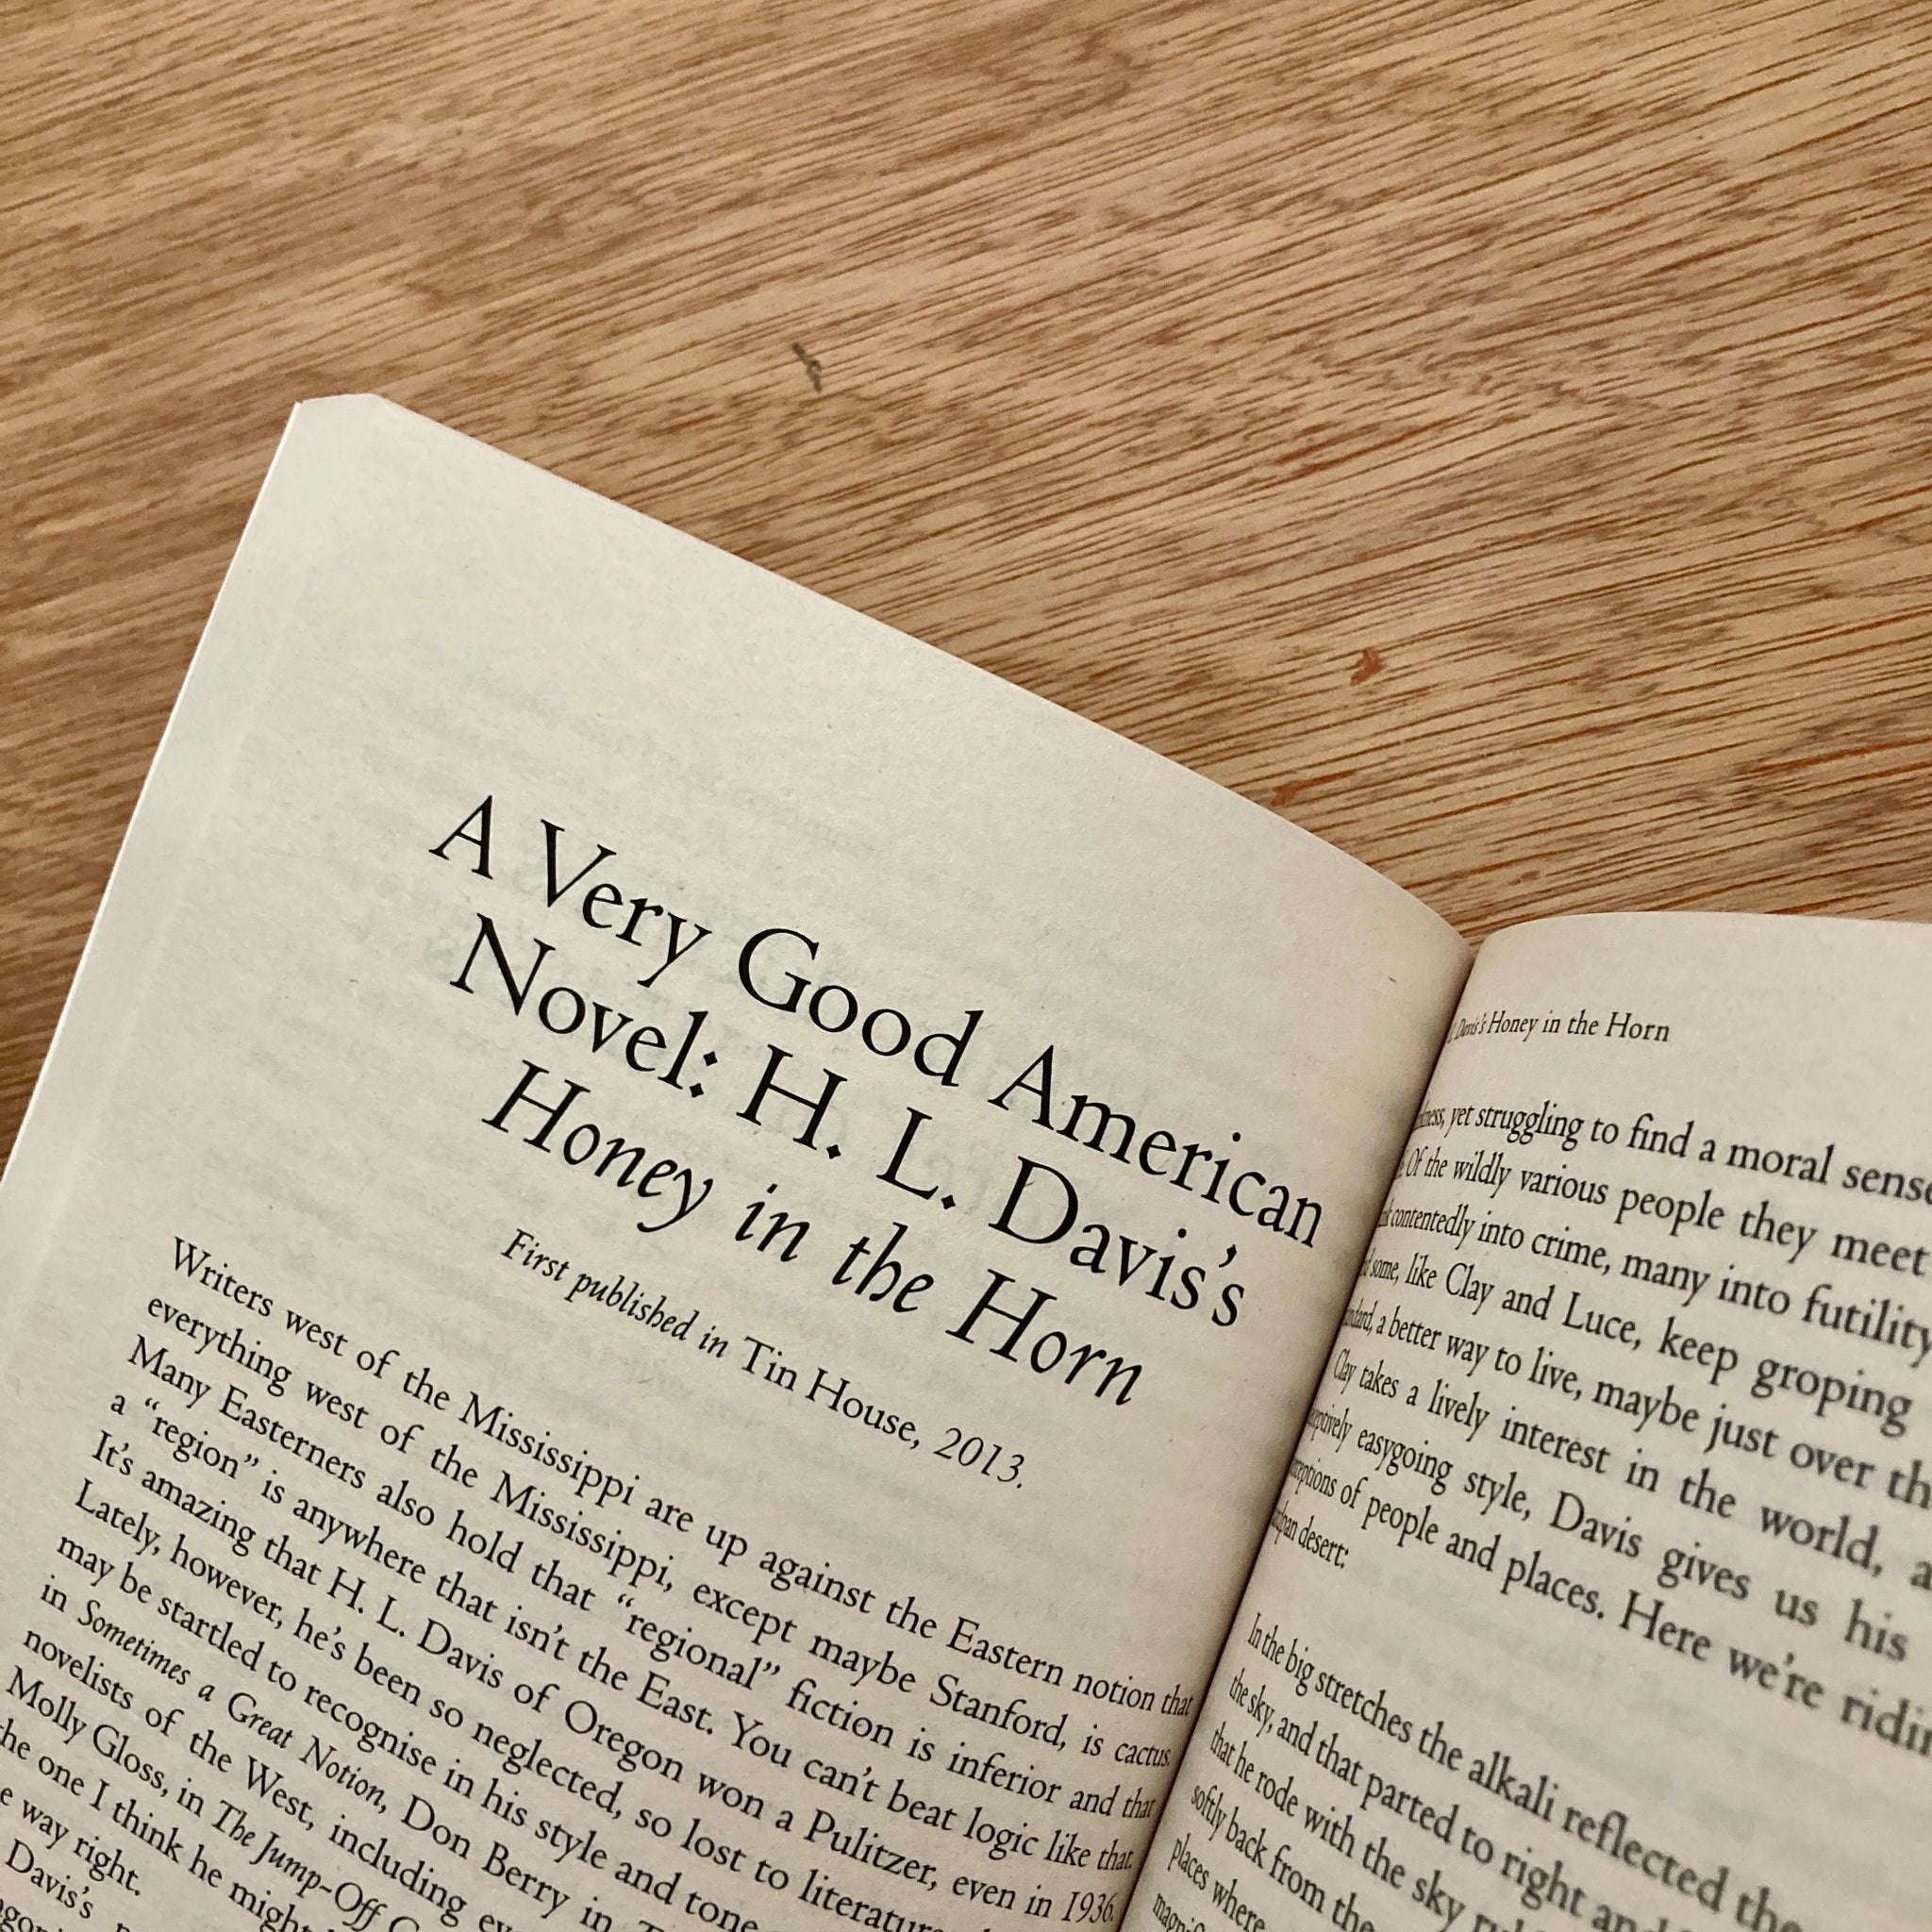 A Very Good American
Novel: H. L. Davis's
Honey in the Horn
First published in Tin House, 2013.
Writers west of the Mississippi are up against the Eastern notion that
everything west of the Mississippi, except maybe Stanford, is cactus.
Many Easterners also hold that “regional” fiction is inferior and that
a “region” is anywhere that isn't the East. You can't beat logic like that.
It's amazing that H. L. Davis of Oregon won a Pulitzer, even in 1936.
Lately, however, he's been so neglected, so lost to
may be startled to recognise in his style and tone
in Sometimes a Great Notion, Don Berry in
novelists of the West, including
Molly Gloss, in The Jump-Off
the one I think he might
way right.
Davis's
Davis's Honey in the Horn
yet struggling to find a moral
Of the wildly various people they meet
contentedly into crime, many into futility
some, like Clay and Luce, keep groping
a better way to live, maybe just over
Clay takes a lively interest in the world,
easygoing style, Davis gives us his
of people and places. Here we're
desert:
In the big stretches the alkali reflected the
the sky, and that parted to right and
that he rode with the sky
softly back from the
places where